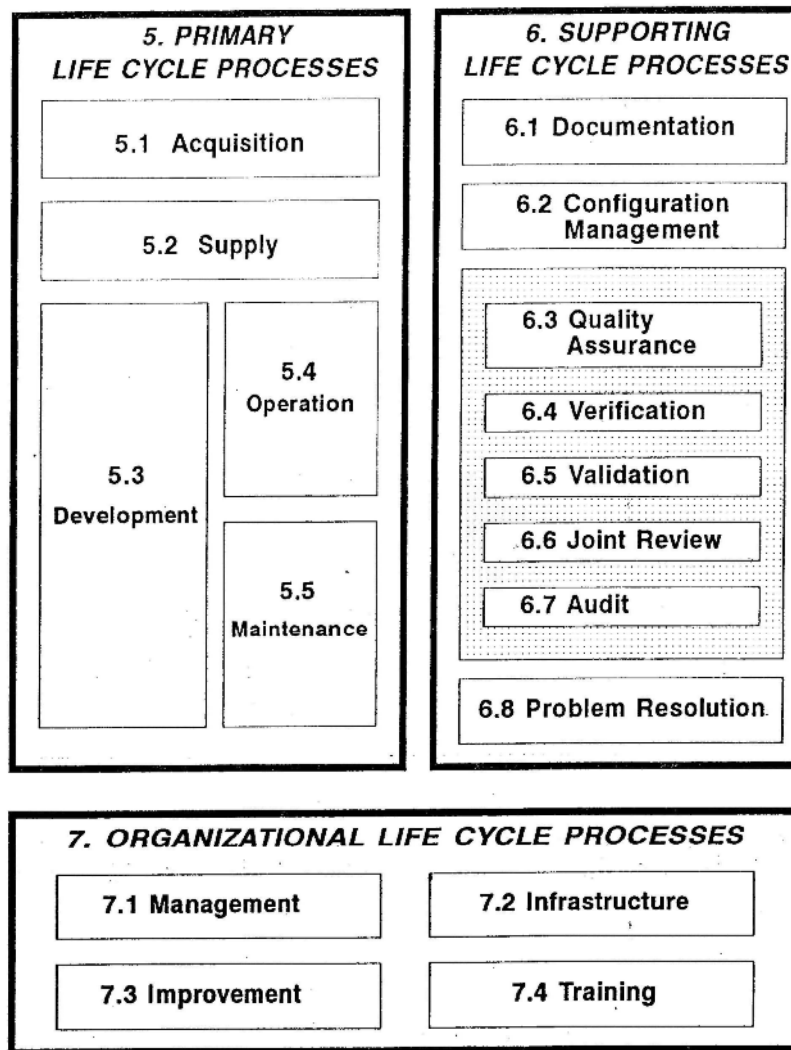 5. PRIMARY
LIFE CYCLE PROCESSES
5.1 Acquisition
5.2 Supply
5.3
Development
5.4
Operation
5.5
Maintenance
6. SUPPORTING
LIFE CYCLE PROCESSES
6.1 Documentation
6.2 Configuration
Management
6.3 Quality
Assurance
6.4 Verification
6.5 Validation
6.6 Joint Review
6.7 Audit
6.8 Problem Resolution
7. ORGANIZATIONAL LIFE CYCLE PROCESSES
7.1 Management
7.2 Infrastructure
7.3 Improvement
7.4 Training